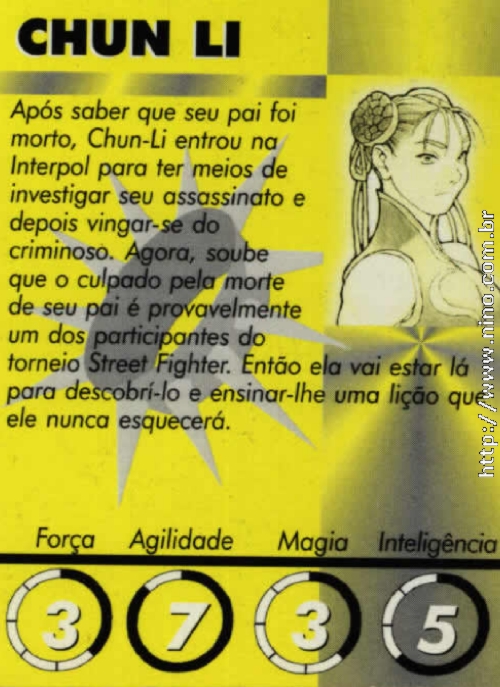 CHUN LI
Após saber que seu pai foi
morto, Chun-Li entrou na
Interpol para ter meios de
investigar seu assassinato e
depois vingar-se do
criminoso. Agora, soube
que o culpado pela morte
de seu pai é provavelmente
um dos participantes do
torneio Street Fighter. Então ela vai estar lá
para descobrí-lo e ensinar-lhe uma lição que
ele nunca esquecerá.
http://www.nino.com.br
Força Agilidade Magia Inteligência
3 7 3 5